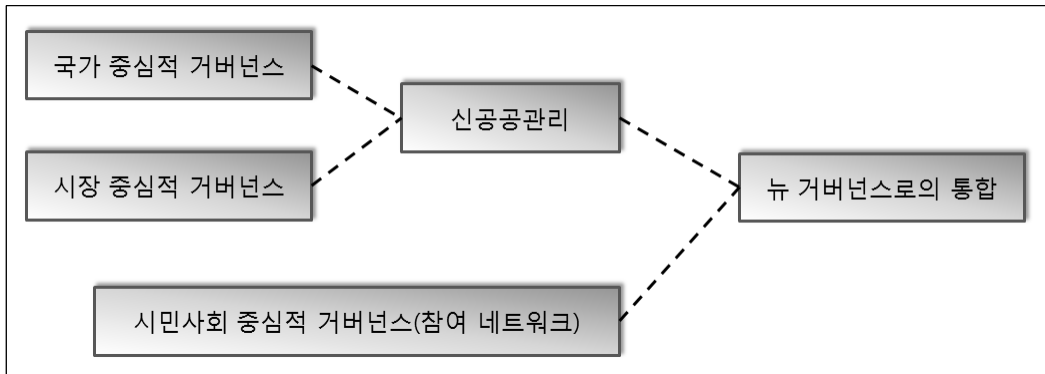 국가 중심적 거버넌스
신공공관리
시장 중심적 거버넌스
뉴 거버넌스로의 통합
시민사회 중심적 거버넌스(참여 네트워크)